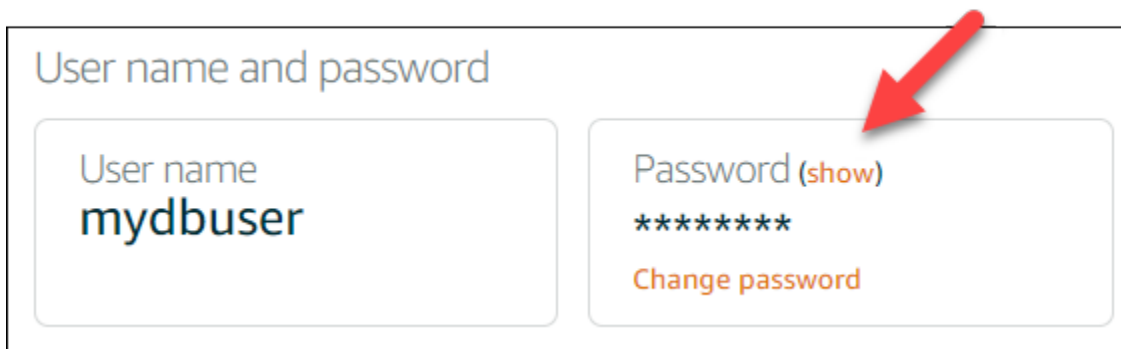 User name and password
User name
mydbuser
Password (show)
********
Change password